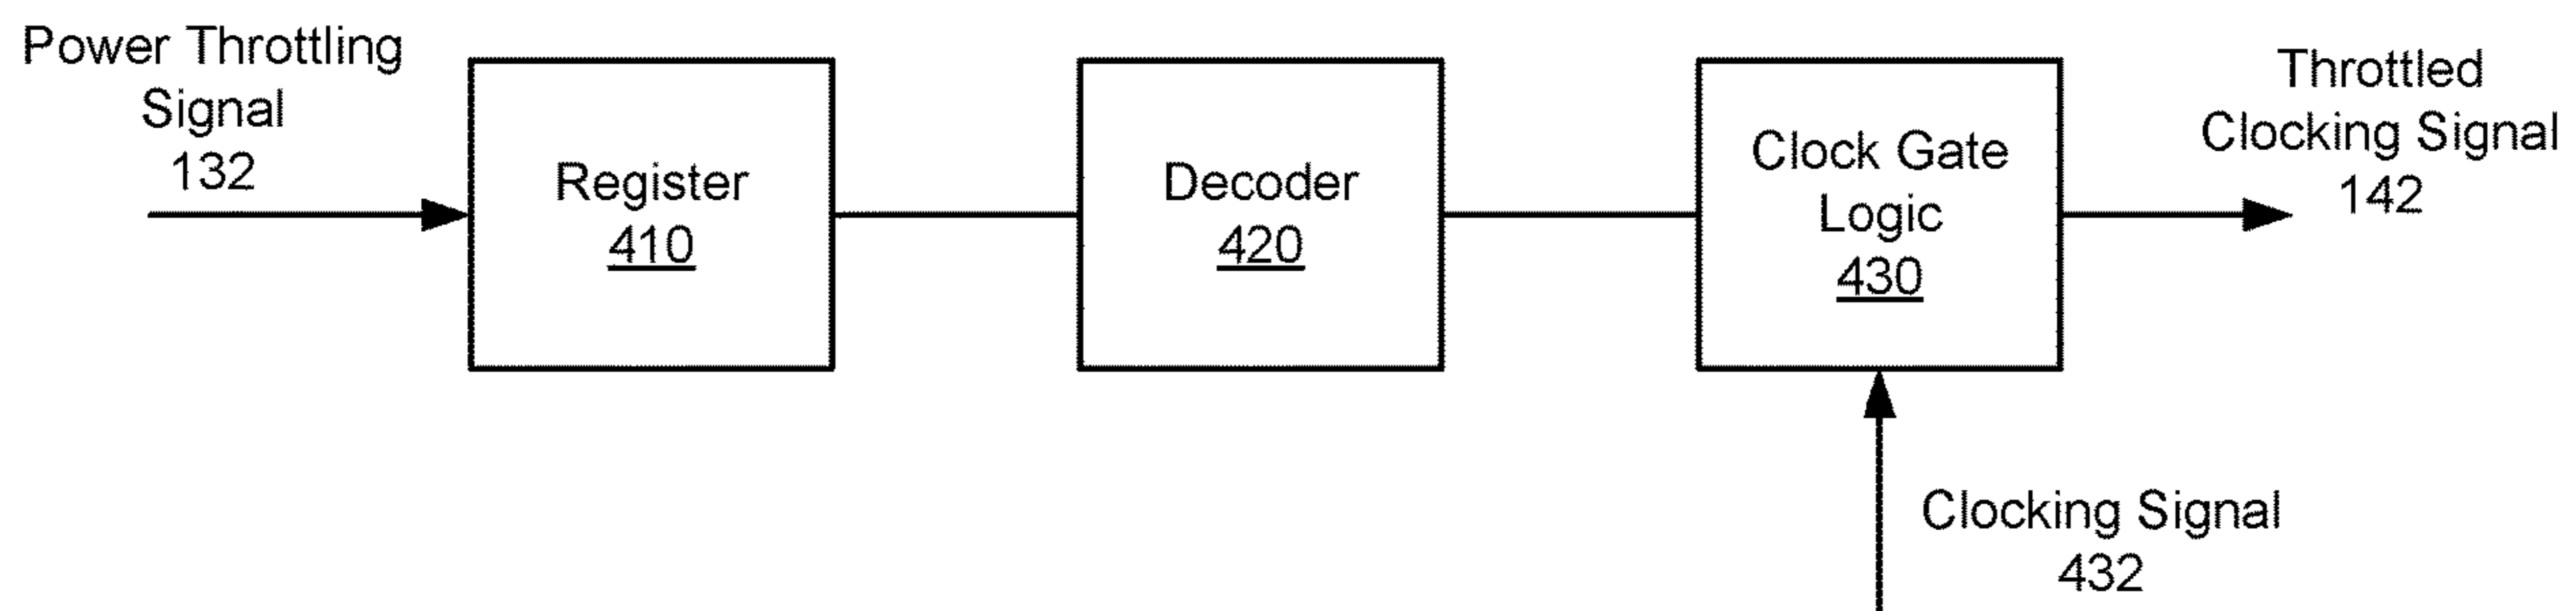 Power Throttling
Signal
132
Register
410
Decoder
420
Clock Gate
Logic
430
Throttled
Clocking Signal
142
Clocking Signal
432